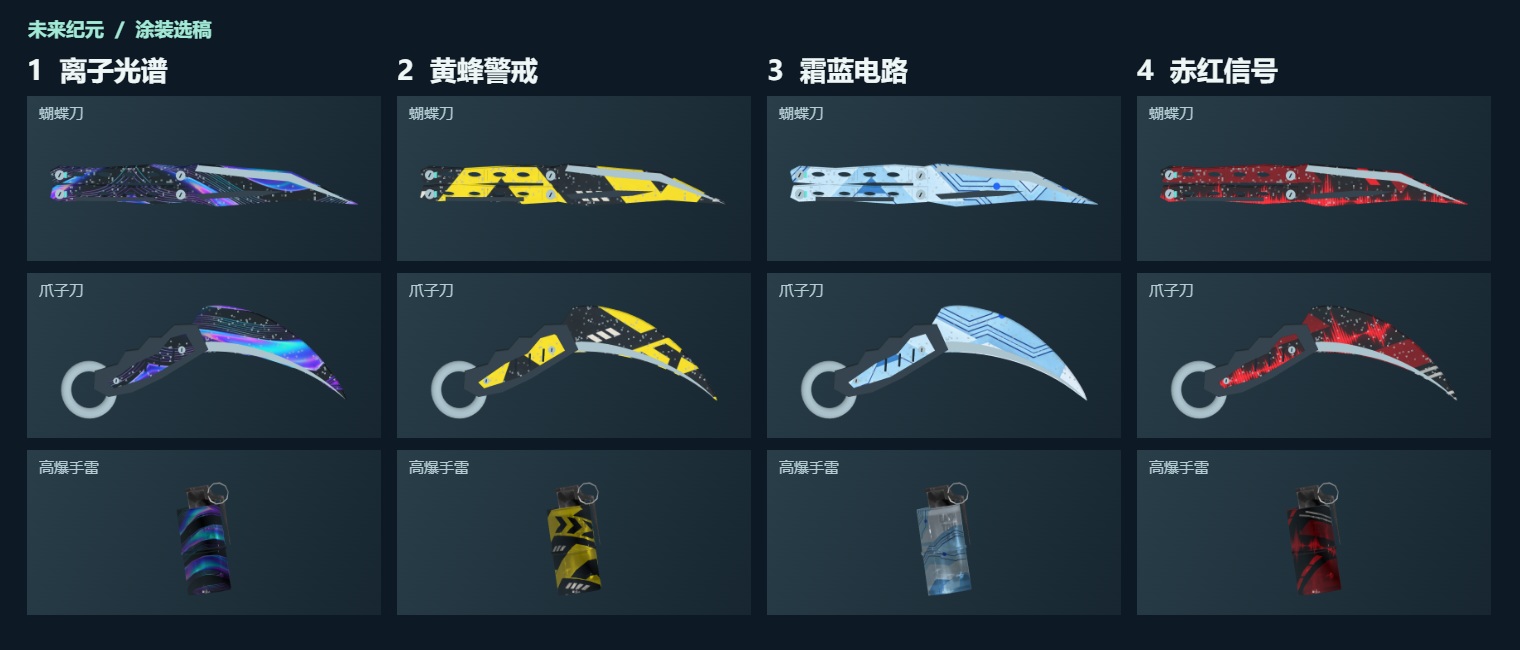 未来纪元 / 涂装选稿
1 离子光谱
2 黄蜂警戒
3 霜蓝电路
4 赤红信号
蝴蝶刀
蝴蝶刀
蝴蝶刀
蝴蝶刀
爪子刀
爪子刀
爪子刀
爪子刀
高爆手雷
高爆手雷
高爆手雷
高爆手雷